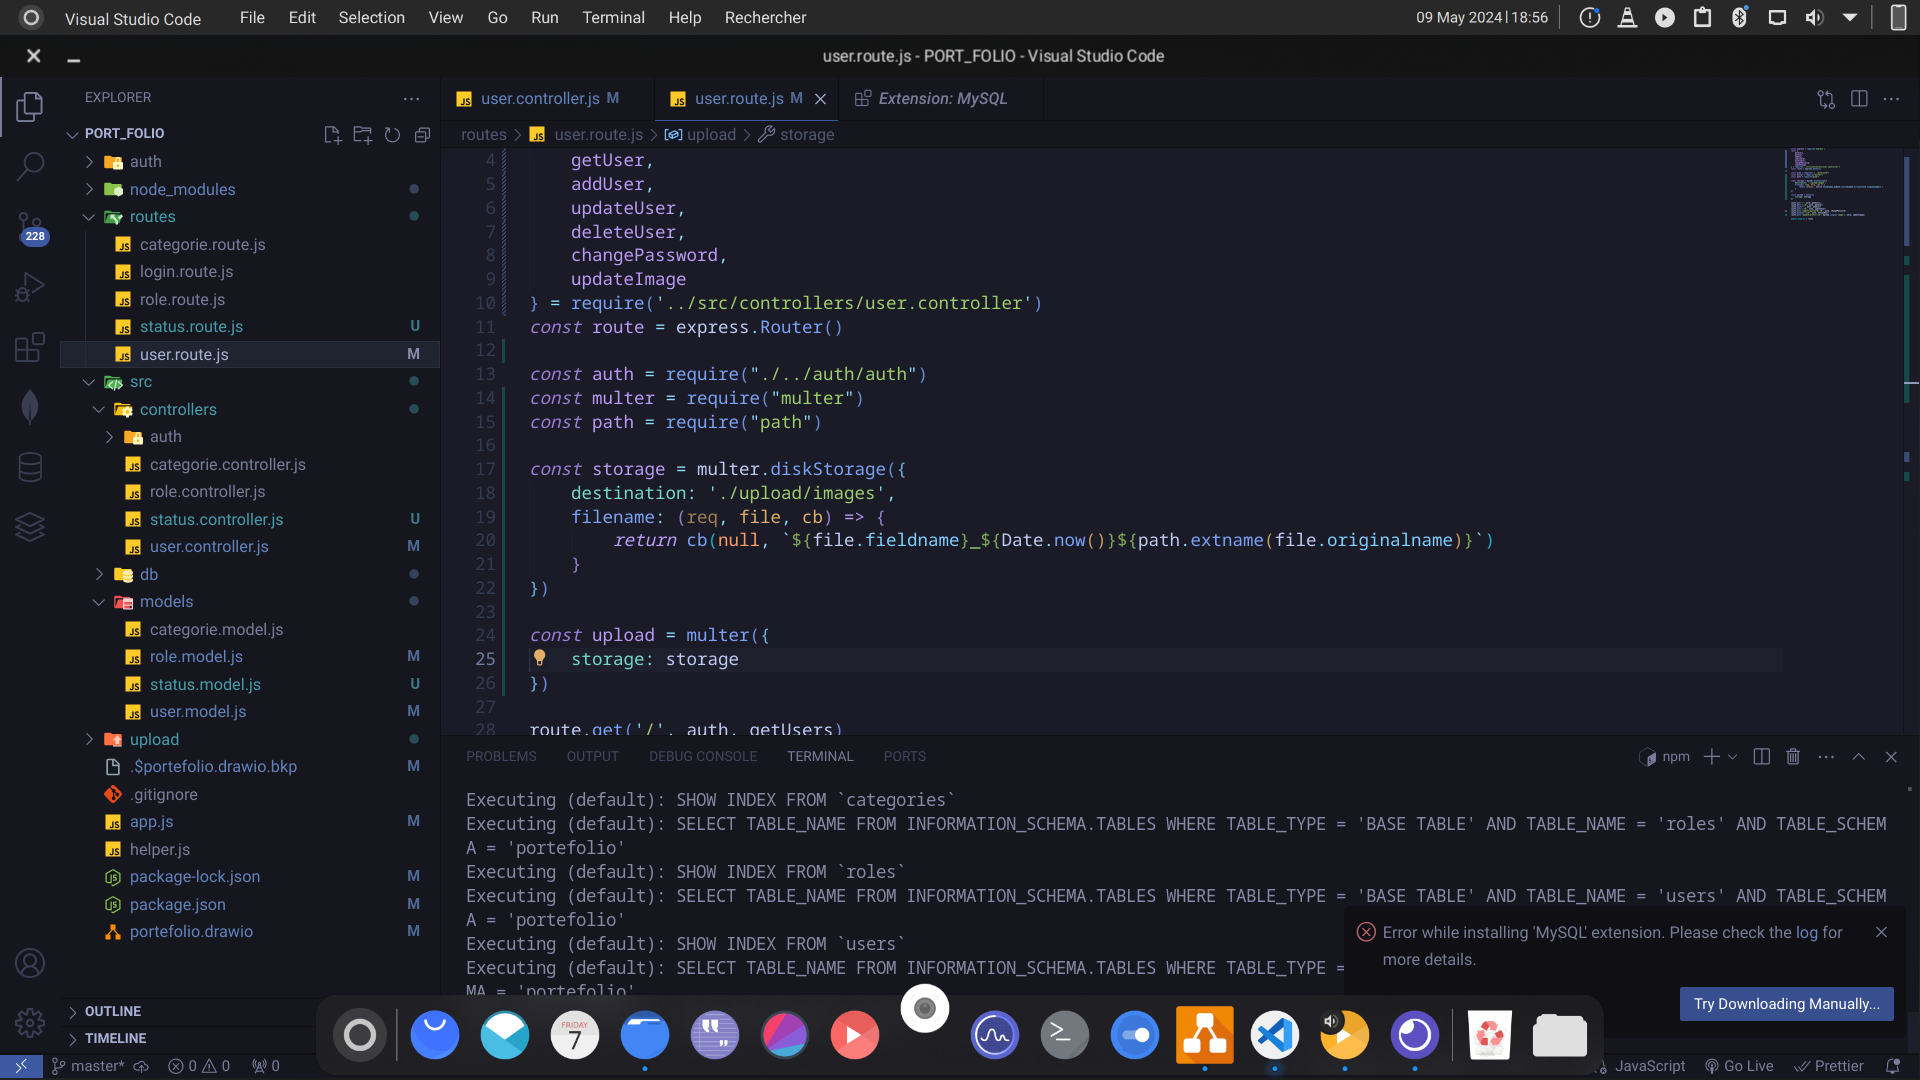 Visual Studio Code File Edit Selection View Go Run Terminal Help Rechercher 09 May 2024 | 18:56
user.route.js - PORT_FOLIO - Visual Studio Code
EXPLORER
PORT_FOLIO
auth
node_modules
routes
categorie.route.js
login.route.js
role.route.js
status.route.js U
user.route.js M
src
controllers
auth
categorie.controller.js
role.controller.js
status.controller.js U
user.controller.js M
db
models
categorie.model.js
role.model.js M
status.model.js U
user.model.js M
upload
.$portefolio.drawio.bkp M
.gitignore
app.js M
helper.js
package-lock.json M
package.json M
portefolio.drawio M
OUTLINE
TIMELINE
228
user.controller.js M user.route.js M Extension: MySQL
routes > user.route.js > upload > storage
4 getUser,
5 addUser,
6 updateUser,
7 deleteUser,
8 changePassword,
9 updateImage
10 } = require('../src/controllers/user.controller')
11 const route = express.Router()
12
13 const auth = require("./../auth/auth")
14 const multer = require("multer")
15 const path = require("path")
16
17 const storage = multer.diskStorage({
18 destination: './upload/images',
19 filename: (req, file, cb) => {
20 return cb(null, `${file.fieldname}_${Date.now()}${path.extname(file.originalname)}`)
21 }
22 })
23
24 const upload = multer({
25 storage: storage
26 })
27
28 route.get('/', auth, getUsers)
PROBLEMS OUTPUT DEBUG CONSOLE TERMINAL PORTS npm
Executing (default): SHOW INDEX FROM `categories`
Executing (default): SELECT TABLE_NAME FROM INFORMATION_SCHEMA.TABLES WHERE TABLE_TYPE = 'BASE TABLE' AND TABLE_NAME = 'roles' AND TABLE_SCHEM
A = 'portefolio'
Executing (default): SHOW INDEX FROM `roles`
Executing (default): SELECT TABLE_NAME FROM INFORMATION_SCHEMA.TABLES WHERE TABLE_TYPE = 'BASE TABLE' AND TABLE_NAME = 'users' AND TABLE_SCHEM
A = 'portefolio'
Executing (default): SHOW INDEX FROM `users`
Executing (default): SELECT TABLE_NAME FROM INFORMATION_SCHEMA.TABLES WHERE TABLE_TYPE =
MA = 'portefolio'
Error while installing 'MySQL' extension. Please check the log for
more details.
Try Downloading Manually...
FRIDAY
7
master* 0 0 0 JavaScript Go Live Prettier